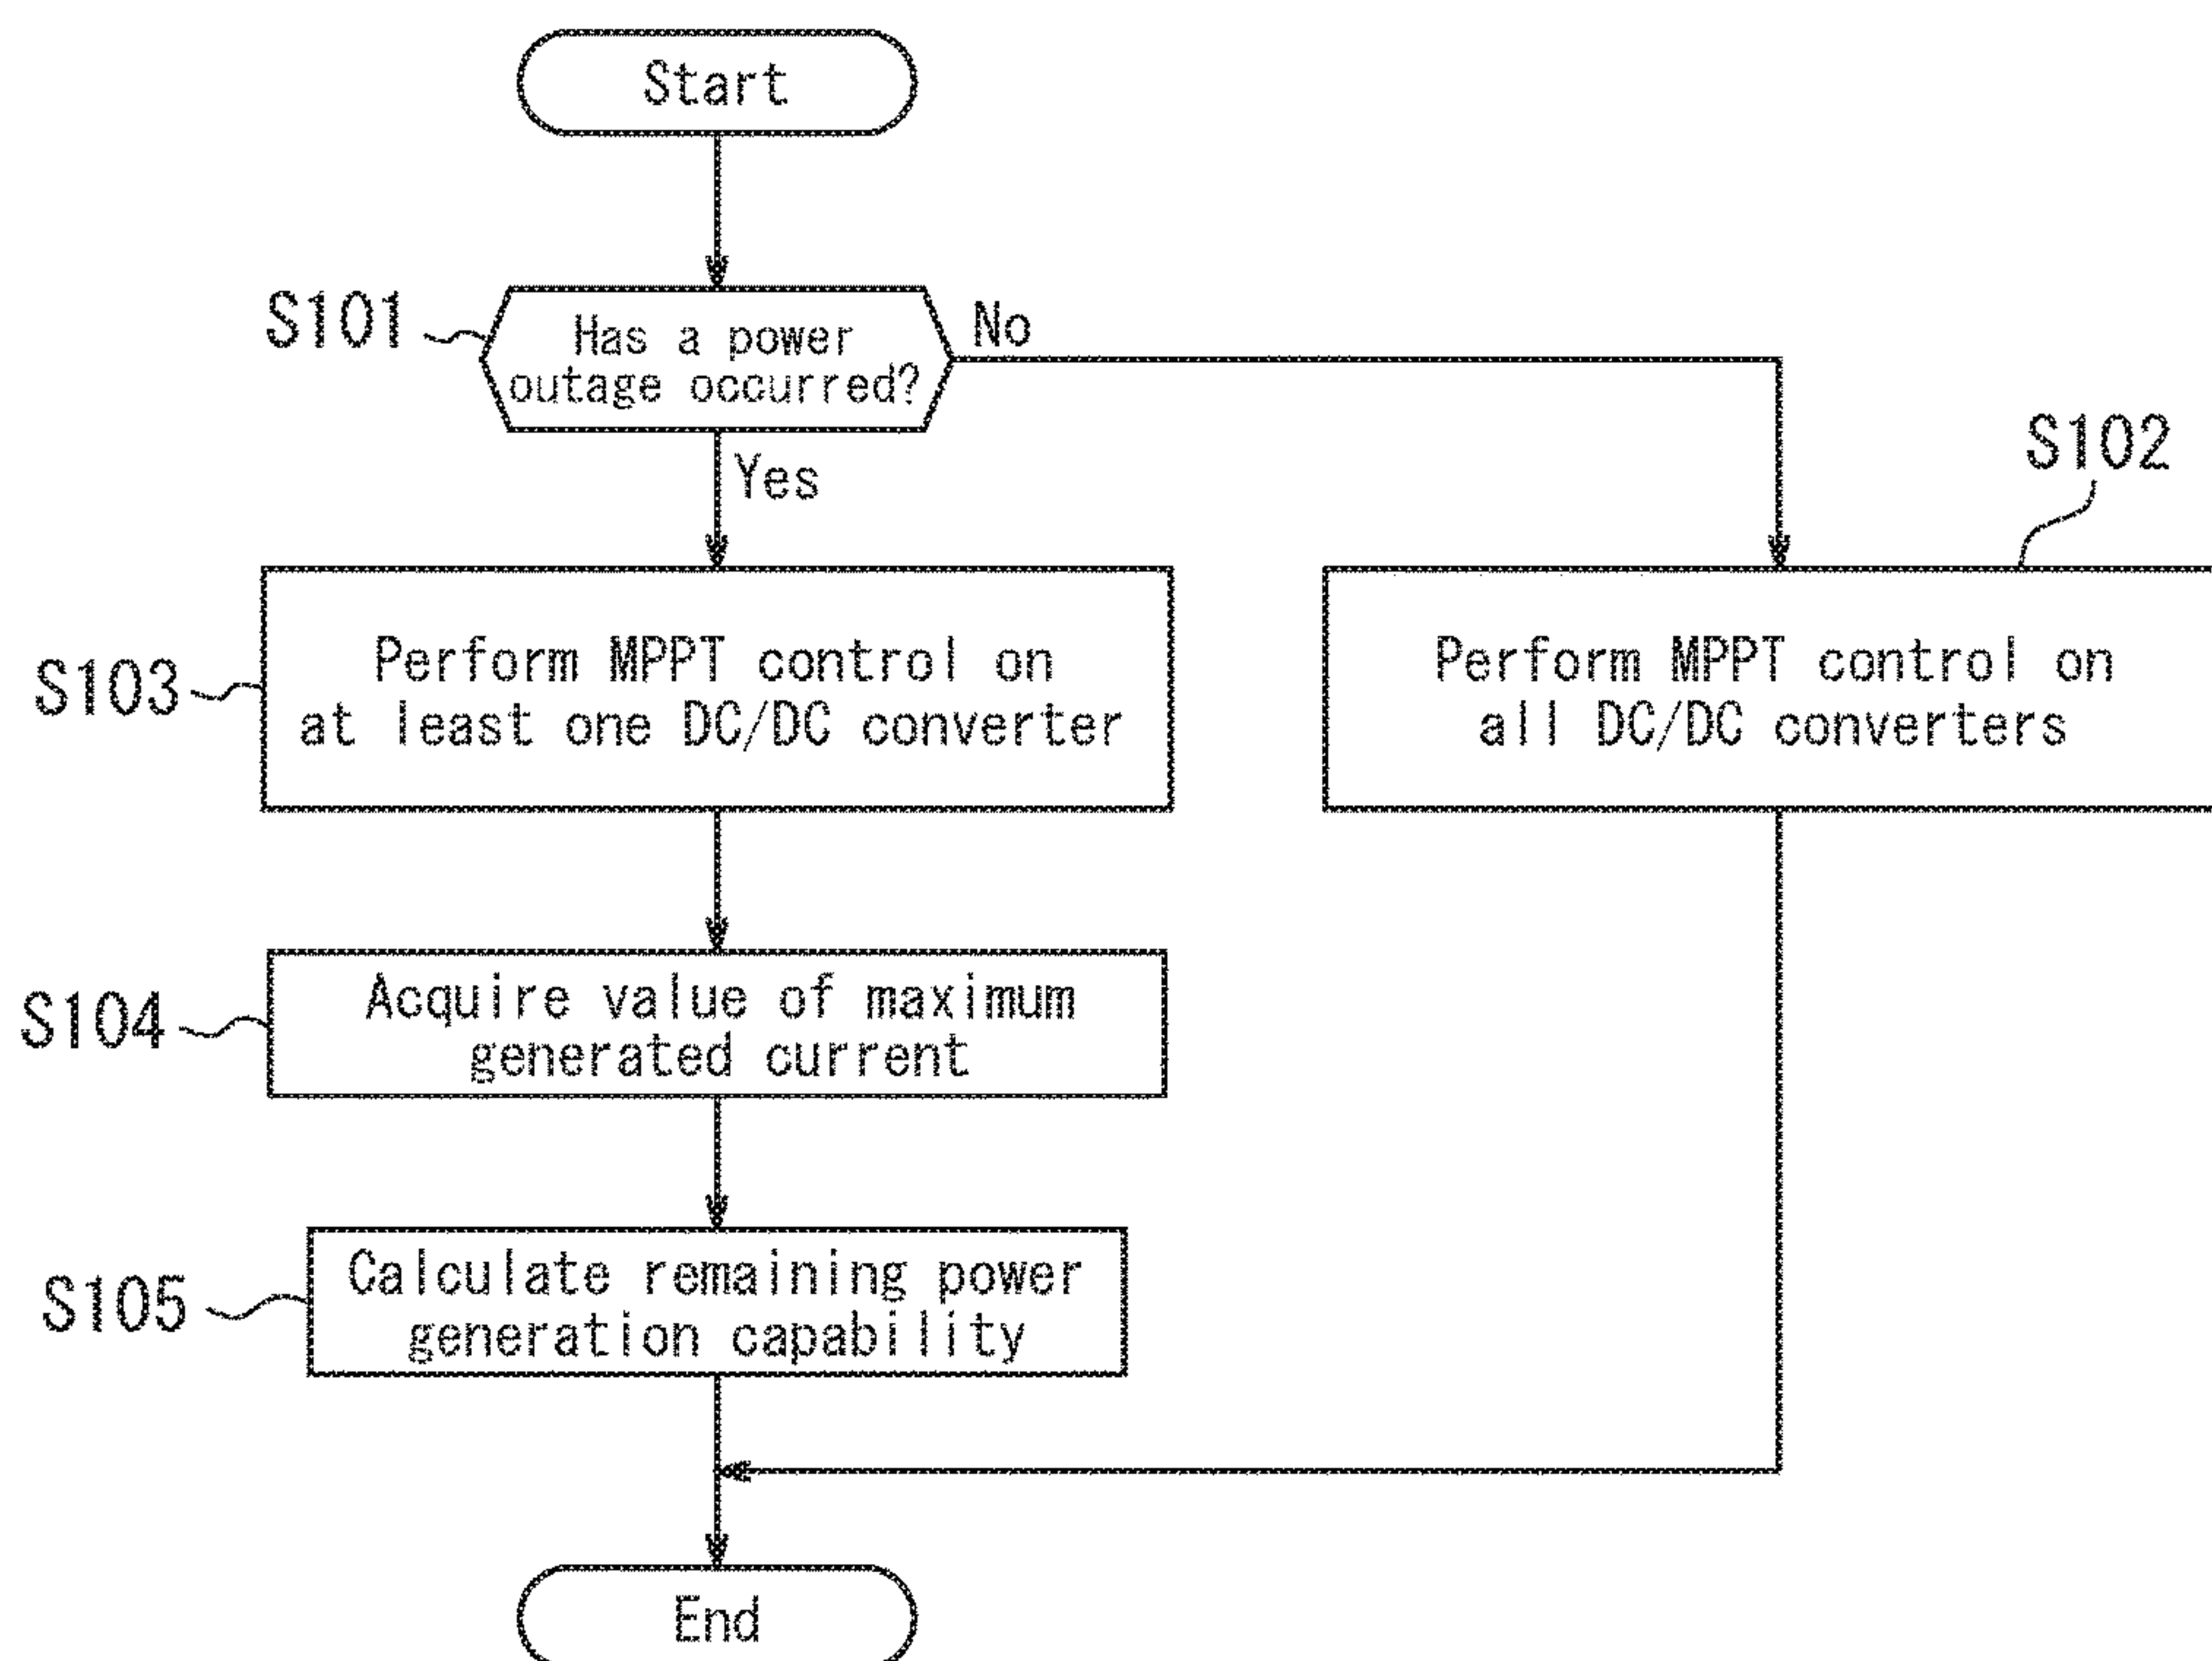 Start
S101
Has a power
outage occurred?
No
Yes
S102
S103
Perform MPPT control on
at least one DC/DC converter
Perform MPPT control on
all DC/DC converters
S104
Acquire value of maximum
generated current
S105
Calculate remaining power
generation capability
End